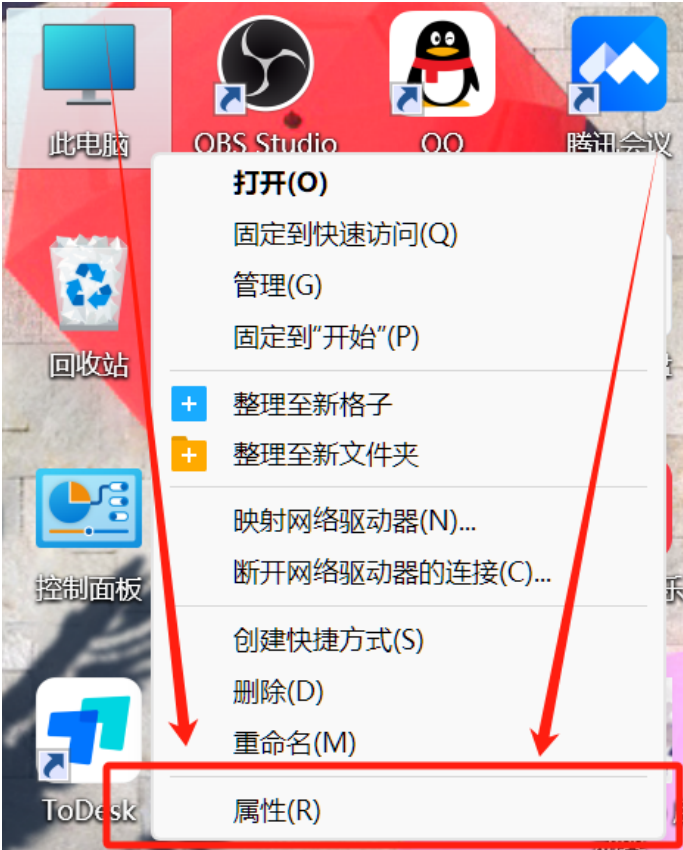 此电脑
OBS Studio
QQ
腾讯会议
打开(O)
固定到快速访问(Q)
管理(G)
固定到“开始”(P)
回收站
整理至新格子
整理至新文件夹
映射网络驱动器(N)...
断开网络驱动器的连接(C)...
控制面板
乐
创建快捷方式(S)
删除(D)
重命名(M)
ToDesk
属性(R)